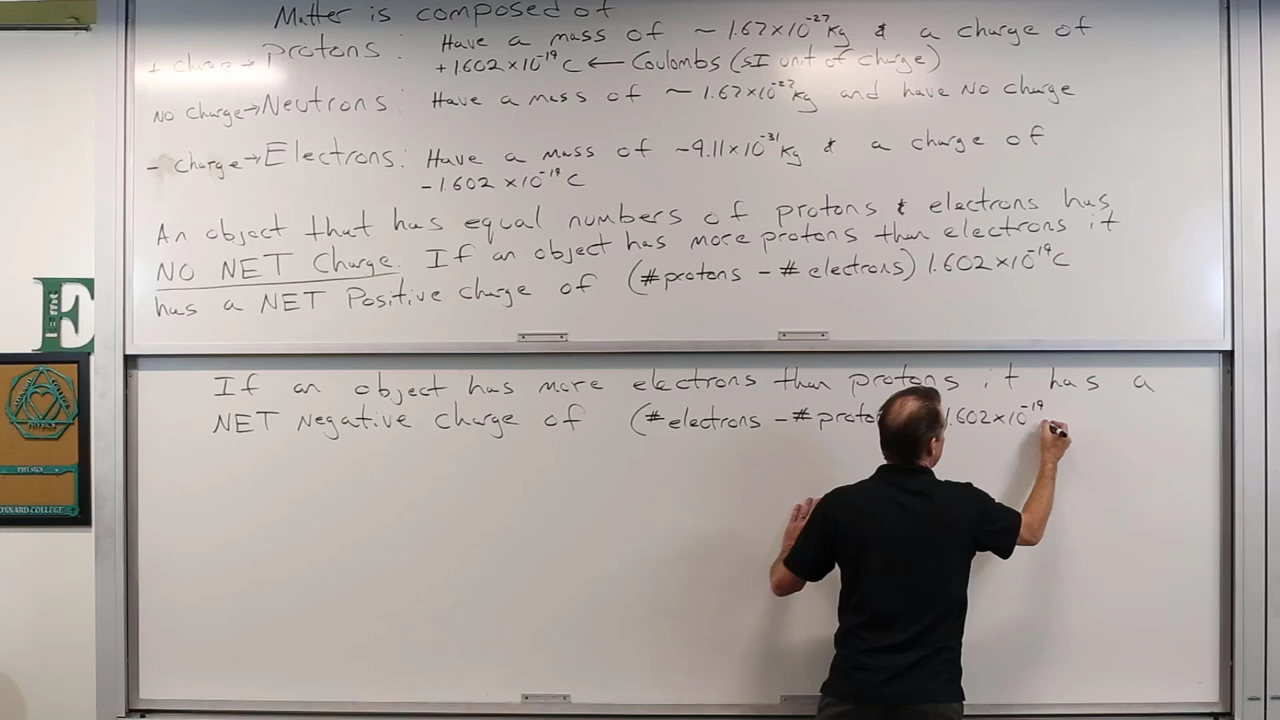 Matter is composed of
+ charge → protons : Have a mass of ~ 1.67×10⁻²⁷ kg & a charge of
+1.602×10⁻¹⁹ C ← Coulombs (SI unit of charge)
No charge → Neutrons : Have a mass of ~ 1.67×10⁻²⁷ kg and have NO charge
- charge → Electrons : Have a mass of ~9.11×10⁻³¹ kg & a charge of
-1.602 ×10⁻¹⁹ C
An object that has equal numbers of protons & electrons has
NO NET Charge. If an object has more protons than electrons it
has a NET Positive charge of (#protons - # electrons) 1.602×10⁻¹⁹ C
If an object has more electrons than protons it has a
NET Negative charge of (#electrons - # proto 1.602×10⁻¹⁹
E
PHYSICS
OXNARD COLLEGE